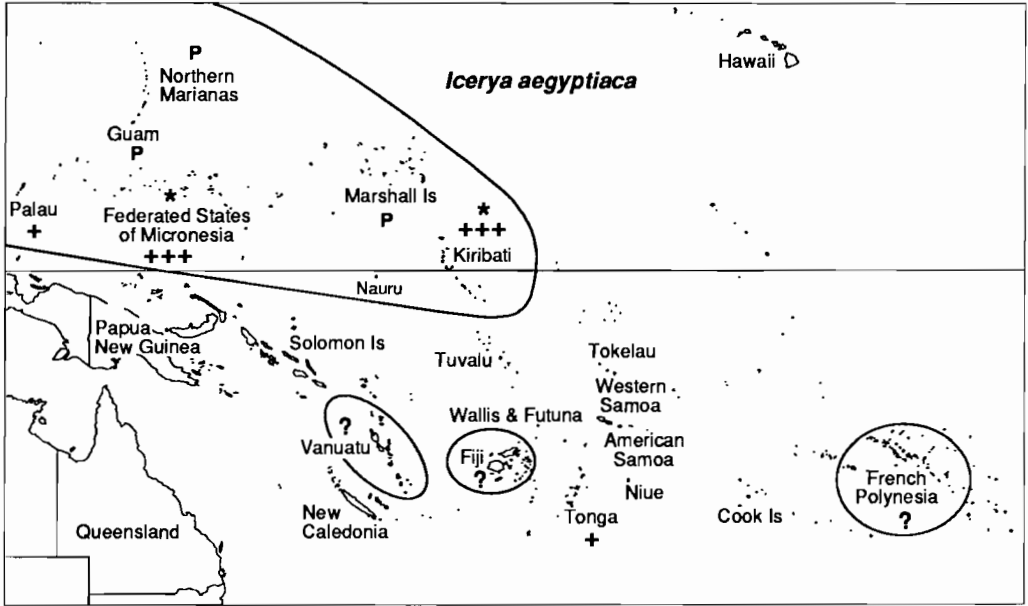 Icerya aegyptiaca
Hawaii
P
Northern
Marianas
Guam
P
Palau
+
*
Federated States
of Micronesia
+++
Marshall Is
P
*
+++
Kiribati
Nauru
Papua
New Guinea
Solomon Is
Tuvalu
Tokelau
Western
Samoa
American
Samoa
Wallis & Futuna
?
Vanuatu
Fiji
?
Niue
Tonga
+
New
Caledonia
Cook Is
French
Polynesia
?
Queensland